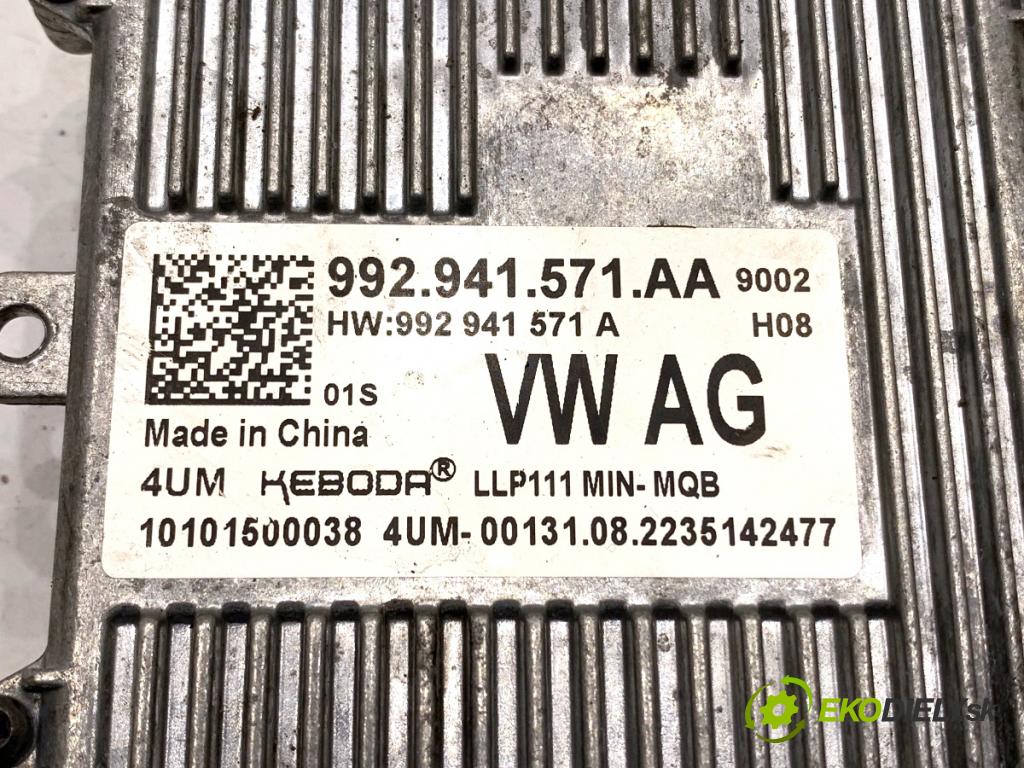 992.941.571.AA 9002
HW:992 941 571 A H08
01S VW AG
Made in China
4UM KEBODA® LLP111 MIN- MQB
10101500038 4UM- 00131.08.2235142477
EKODIELY.sk